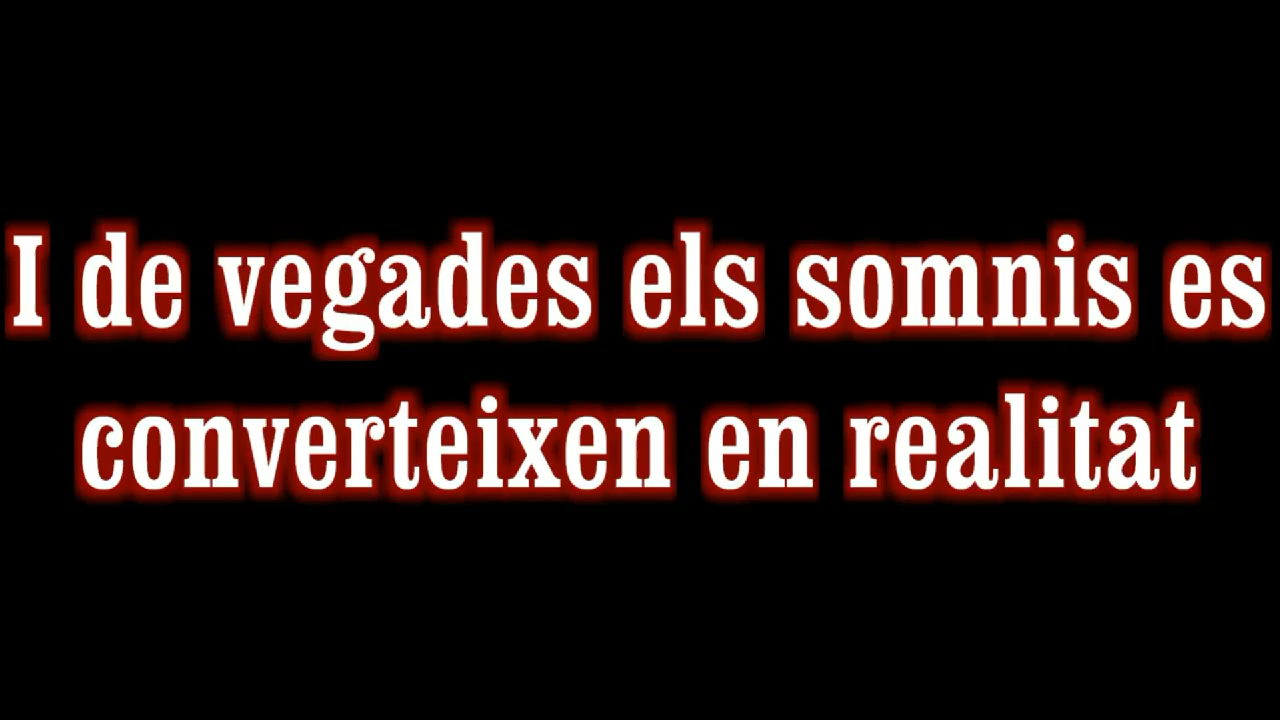 I de vegades els somnis es
converteixen en realitat